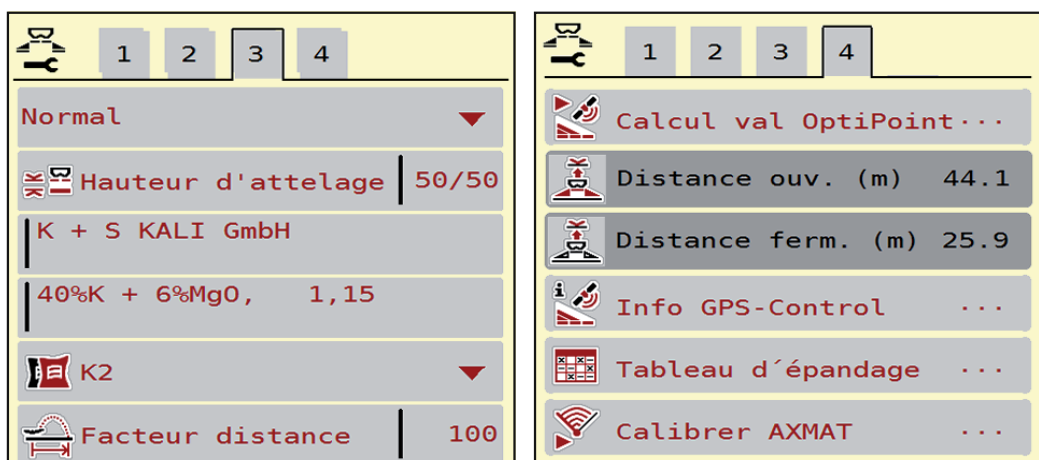 1 2 3 4
Normal
Hauteur d'attelage 50/50
K + S KALI GmbH
40%K + 6%MgO, 1,15
K2
Facteur distance 100
1 2 3 4
Calcul val OptiPoint ...
Distance ouv. (m) 44.1
Distance ferm. (m) 25.9
Info GPS-Control ...
Tableau d´épandage ...
Calibrer AXMAT ...